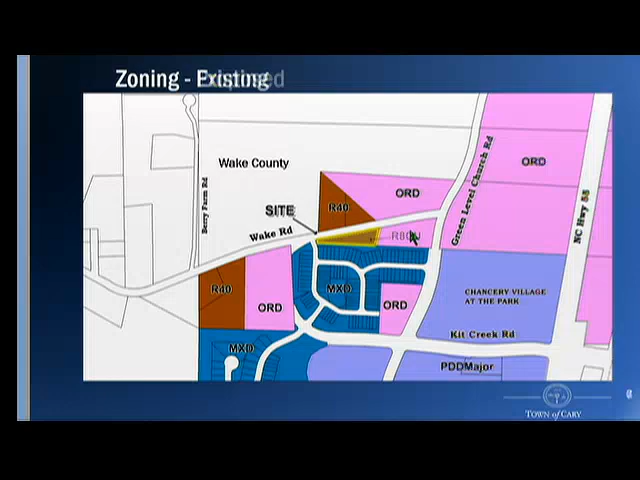 Zoning - Existing
Wake County
ORD
ORD
Berry Farm Rd
Green Level Church Rd
NC Hwy 55
SITE
R40
Wake Rd
R40
MXD
ORD
ORD
CHANCERY VILLAGE
AT THE PARK
Kit Creek Rd
MXD
PDDMajor
TOWN of CARY